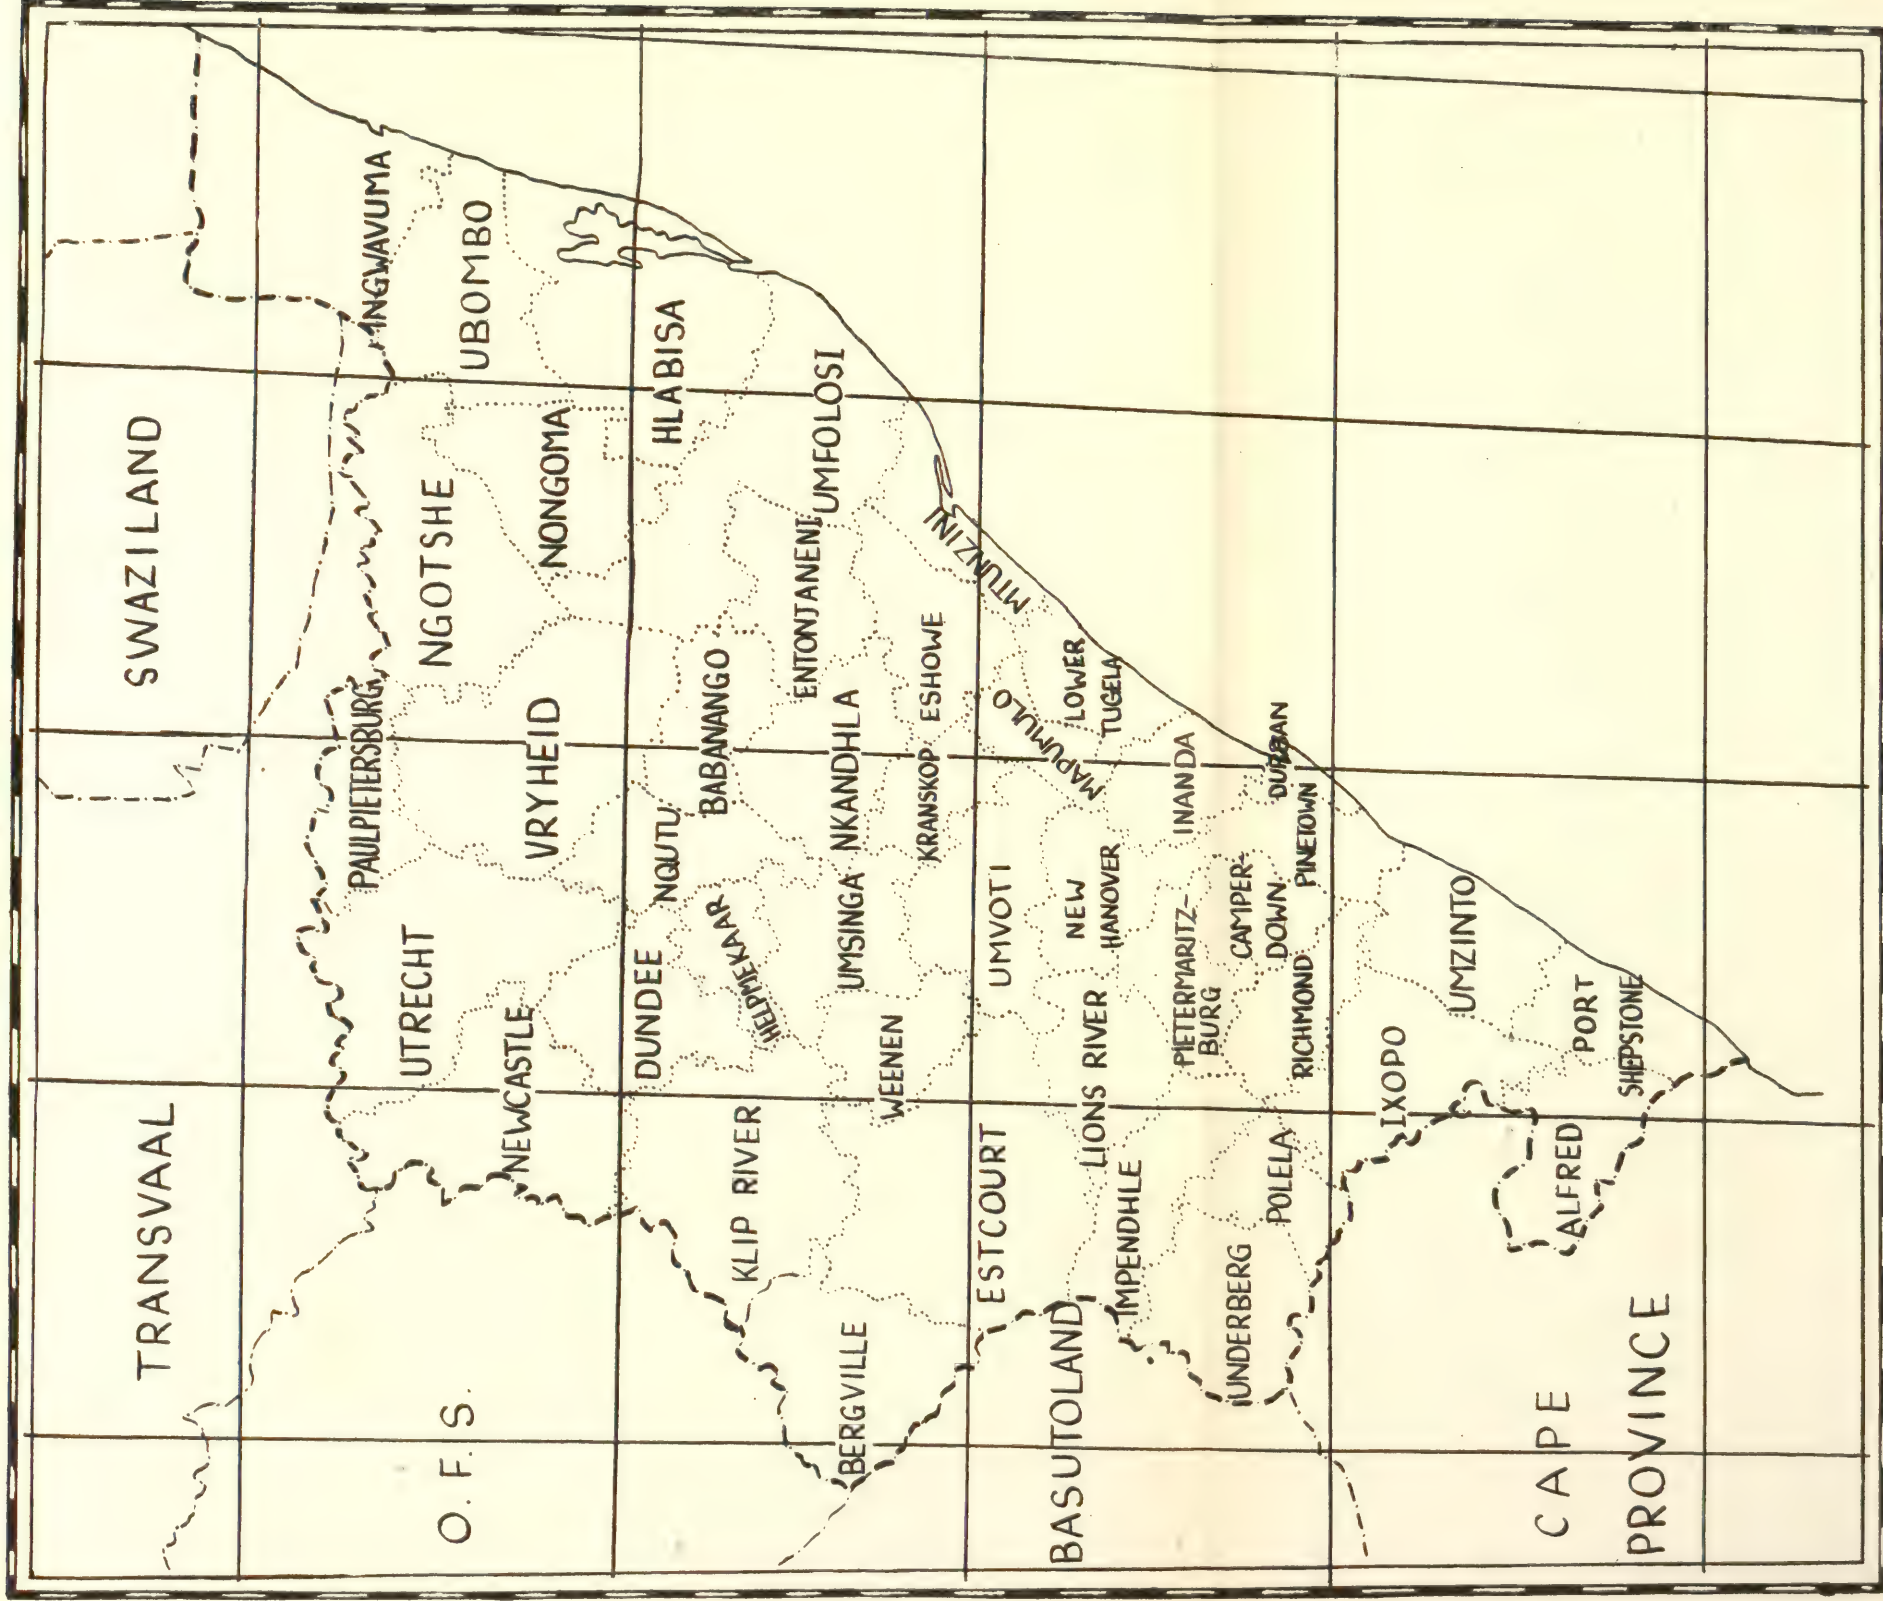 SWAZILAND
TRANSVAAL
O.F.S.
BASUTOLAND
CAPE
PROVINCE
INGWAVUMA
UBOMBO
PAULPIETERSBURG
NGOTSHE
UTRECHT
VRYHEID
NONGOMA
HLABISA
NEWCASTLE
DUNDEE
NQUTU
BABANANGO
HELPMEKAAR
ENTONJANENI
UMFOLOSI
KLIP RIVER
UMSINGA
NKANDHLA
BERGVILLE
WEENEN
KRANSKOP
ESHOWE
MTUNZINI
ESTCOURT
UMVOTI
MAPUMULO
LOWER
TUGELA
LIONS RIVER
NEW
HANOVER
IMPENDHLE
PIETERMARITZ-
BURG
INANDA
CAMPER-
DOWN
DURBAN
PINETOWN
UNDERBERG
POLELA
RICHMOND
IXOPO
UMZINTO
ALFRED
PORT
SHEPSTONE